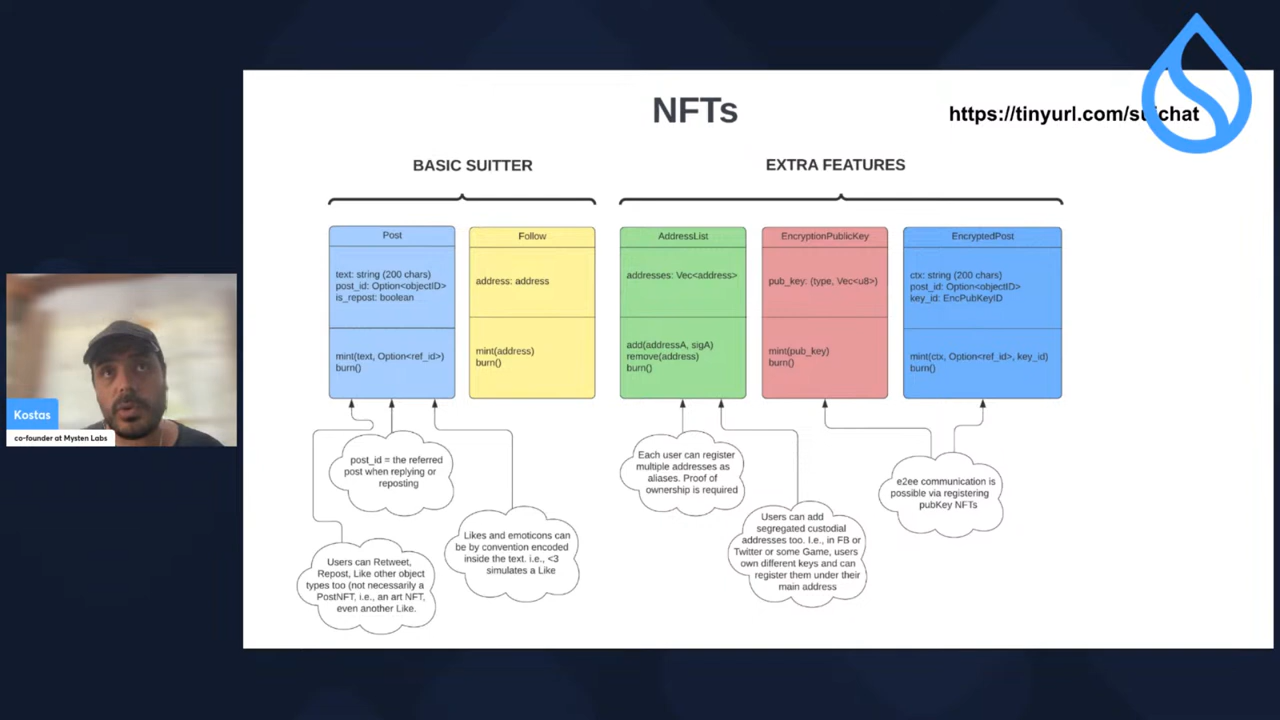 NFTs
https://tinyurl.com/suichat
BASIC SUITTER
EXTRA FEATURES
Post
text: string (200 chars)
post_id: Option<objectID>
is_repost: boolean
mint(text, Option<ref_id>)
burn()
Follow
address: address
mint(address)
burn()
AddressList
addresses: Vec<address>
add(addressA, sigA)
remove(address)
burn()
EncryptionPublicKey
pub_key: (type, Vec<u8>)
mint(pub_key)
burn()
EncryptedPost
ctx: string (200 chars)
post_id: Option<objectID>
key_id: EncPubKeyID
mint(ctx, Option<ref_id>, key_id)
burn()
post_id = the referred
post when replying or
reposting
Likes and emoticons can
be by convention encoded
inside the text. i.e., <3
simulates a Like
Users can Retweet,
Repost, Like other object
types too (not necessarily a
PostNFT, i.e., an art NFT,
even another Like.
Each user can register
multiple addresses as
aliases. Proof of
ownership is required
Users can add
segregated custodial
addresses too. I.e., in FB or
Twitter or some Game, users
own different keys and can
register them under their
main address
e2ee communication is
possible via registering
pubKey NFTs
Kostas
co-founder at Mysten Labs